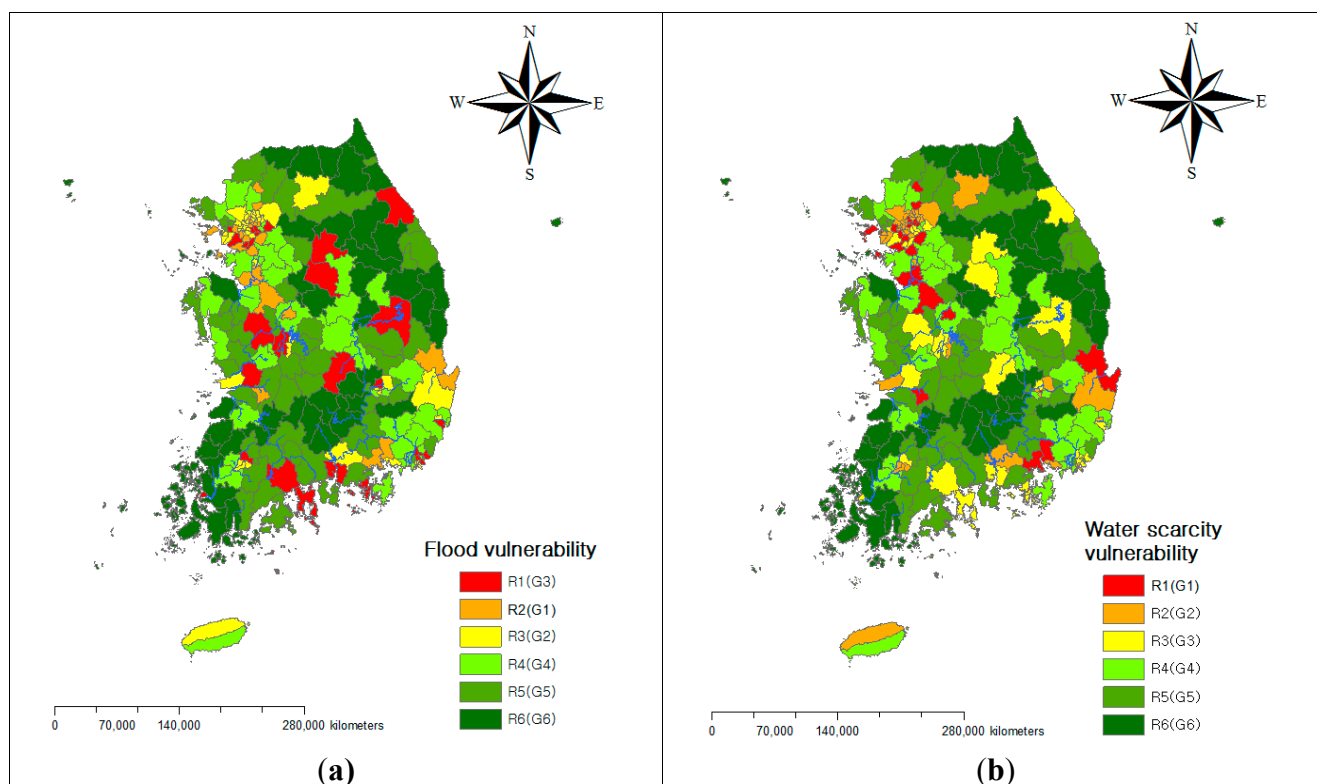 N
W E
S
Flood vulnerability
R1(G3)
R2(G1)
R3(G2)
R4(G4)
R5(G5)
R6(G6)
0 70,000 140,000 280,000 kilometers
(a)
N
W E
S
Water scarcity
vulnerability
R1(G1)
R2(G2)
R3(G3)
R4(G4)
R5(G5)
R6(G6)
0 70,000 140,000 280,000 kilometers
(b)